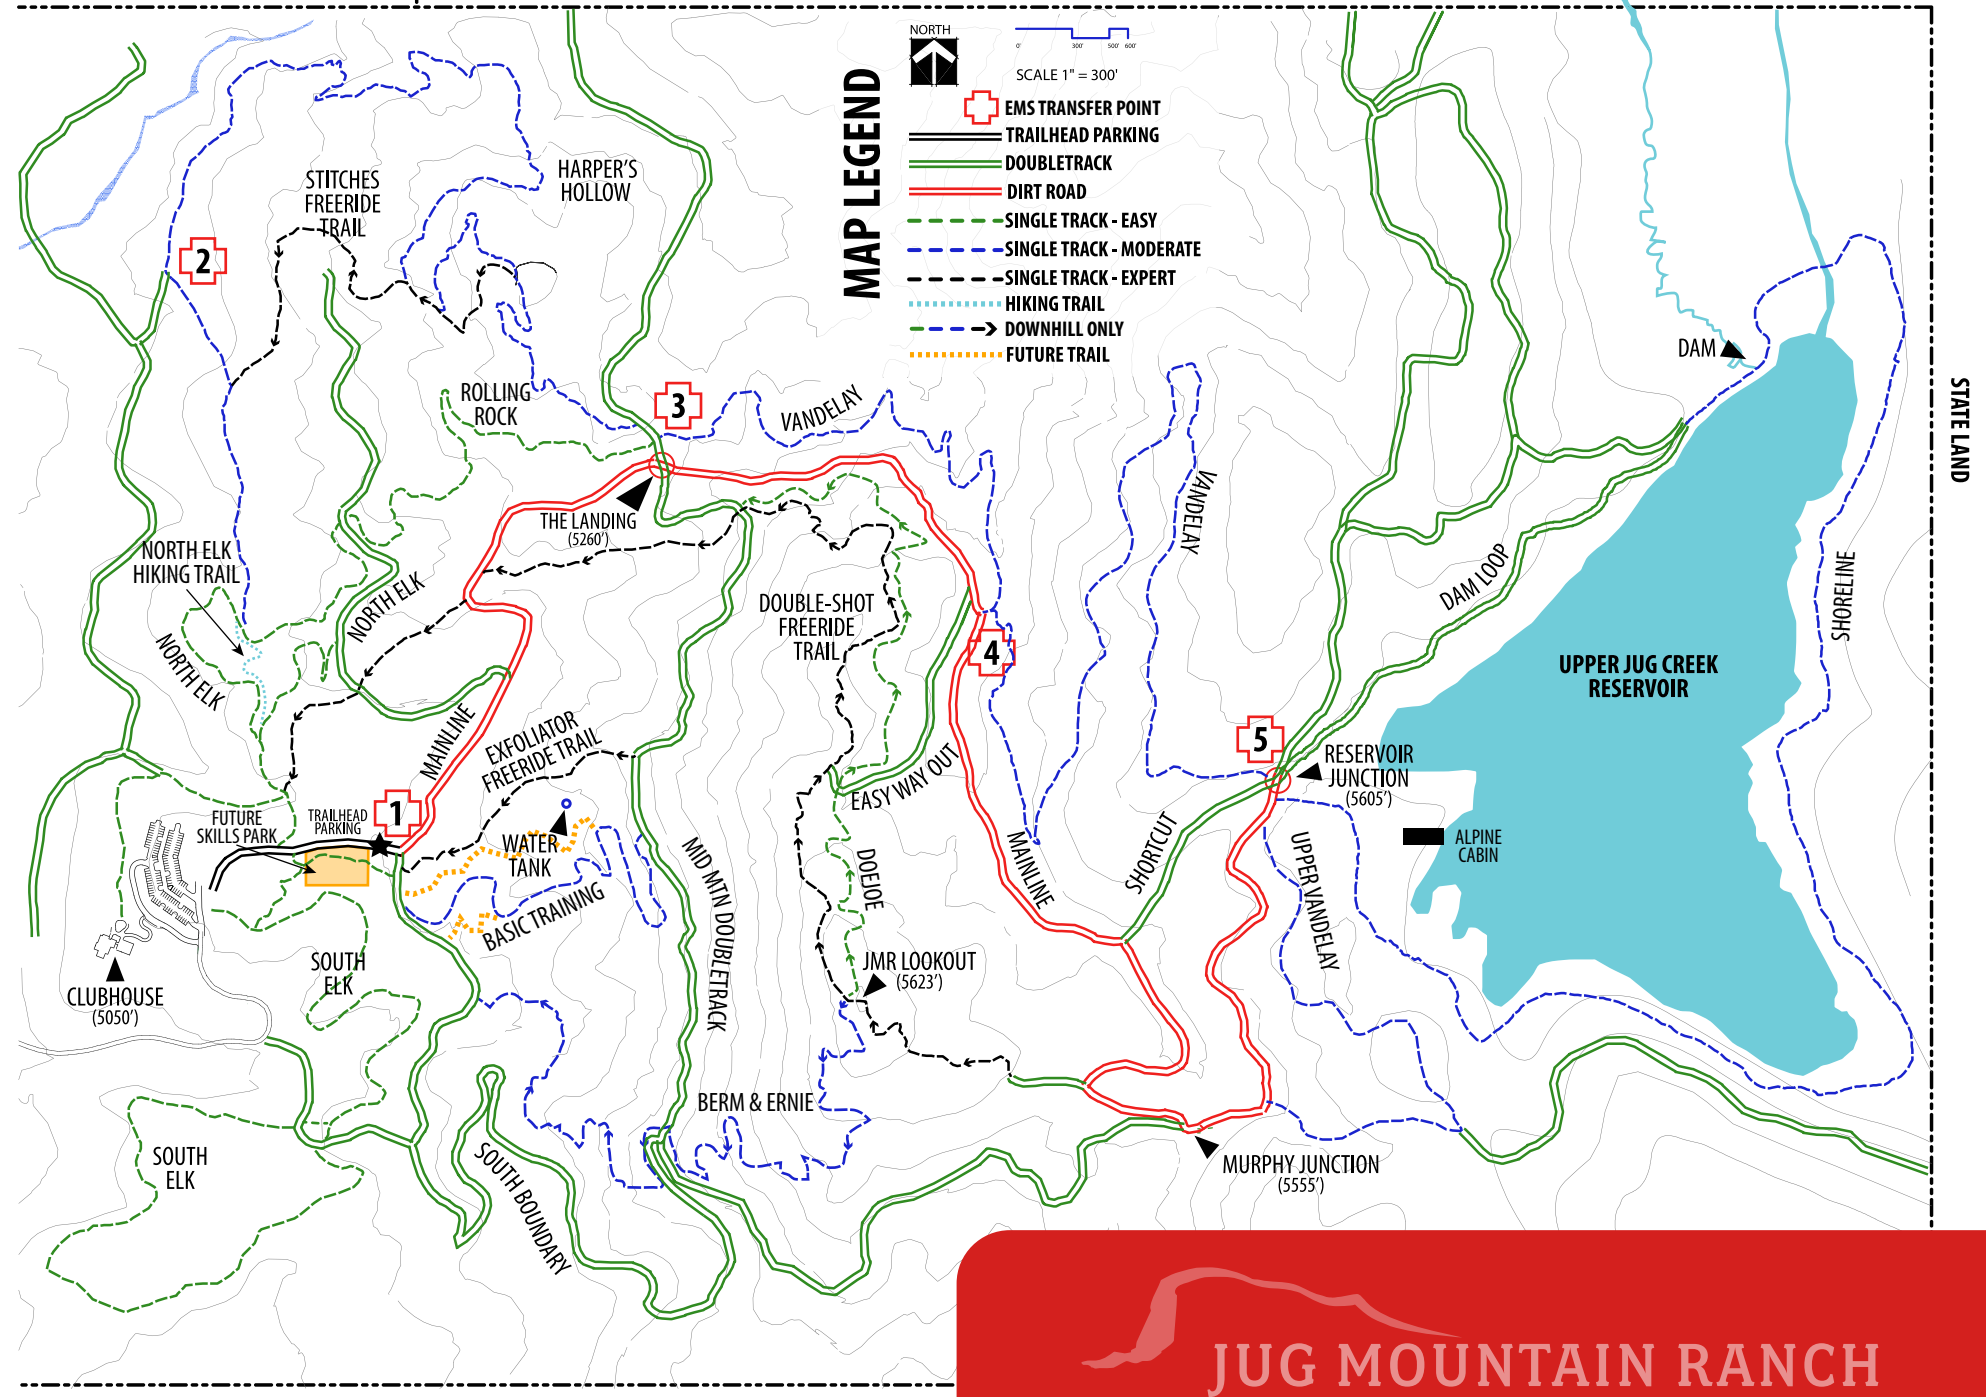 NORTH
0'
300'
500'
600'
SCALE 1" = 300'
MAP LEGEND
EMS TRANSFER POINT
TRAILHEAD PARKING
DOUBLETRACK
DIRT ROAD
SINGLE TRACK - EASY
SINGLE TRACK - MODERATE
SINGLE TRACK - EXPERT
HIKING TRAIL
DOWNHILL ONLY
FUTURE TRAIL
HARPER'S
HOLLOW
STITCHES
FREERIDE
TRAIL
2
DAM
STATE LAND
ROLLING
ROCK
3
VANDELAY
VANDELAY
THE LANDING
(5260')
NORTH ELK
HIKING TRAIL
NORTH ELK
NORTH ELK
DOUBLE-SHOT
FREERIDE
TRAIL
4
DAM LOOP
SHORELINE
UPPER JUG CREEK
RESERVOIR
MAINLINE
EXFOLIATOR
FREERIDE TRAIL
5
RESERVOIR
JUNCTION
(5605')
EASY WAY OUT
FUTURE
SKILLS PARK
TRAILHEAD
PARKING
1
WATER
TANK
MID MTN DOUBLETRACK
DOEJOE
MAINLINE
SHORTCUT
UPPER VANDELAY
ALPINE
CABIN
BASIC TRAINING
SOUTH
ELK
JMR LOOKOUT
(5623')
CLUBHOUSE
(5050')
BERM & ERNIE
SOUTH
ELK
SOUTH BOUNDARY
MURPHY JUNCTION
(5555')
JUG MOUNTAIN RANCH